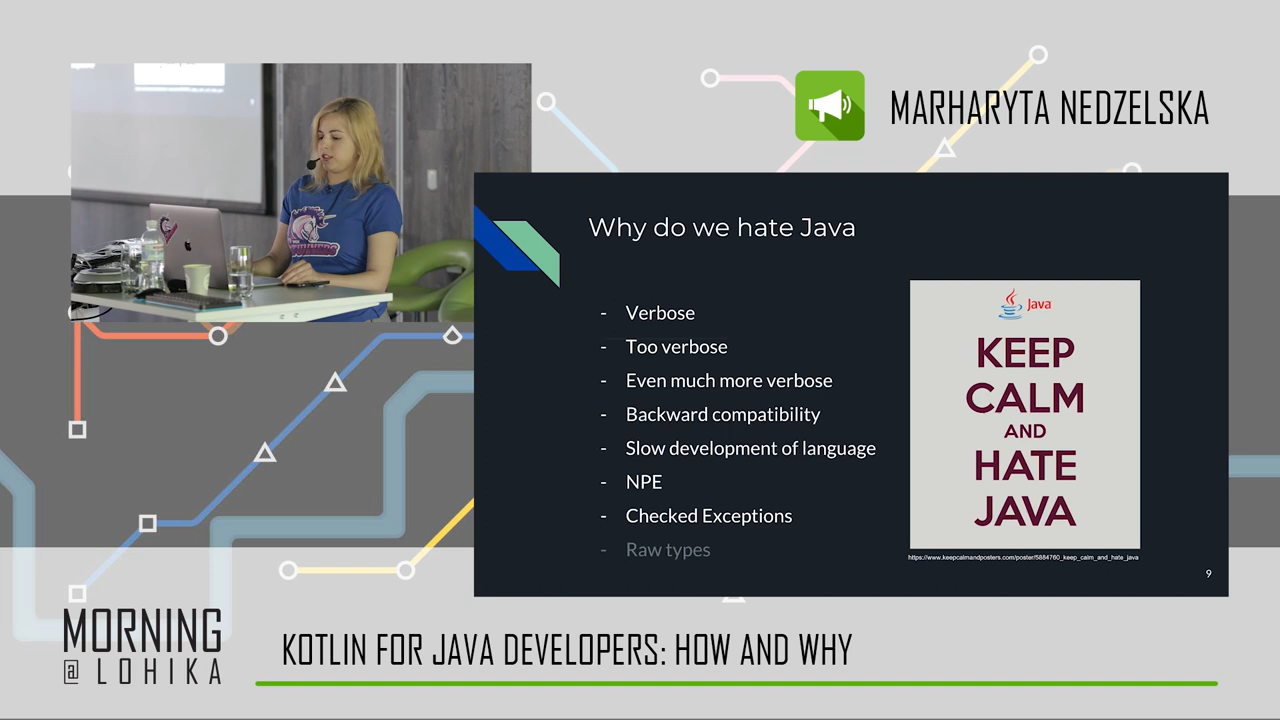 MARHARYTA NEDZELSKA
Why do we hate Java
- Verbose
- Too verbose
- Even much more verbose
- Backward compatibility
- Slow development of language
- NPE
- Checked Exceptions
- Raw types
Java
KEEP
CALM
AND
HATE
JAVA
https://www.keepcalmandposters.com/poster/5884760_keep_calm_and_hate_java
9
MORNING
@ LOHIKA
KOTLIN FOR JAVA DEVELOPERS: HOW AND WHY